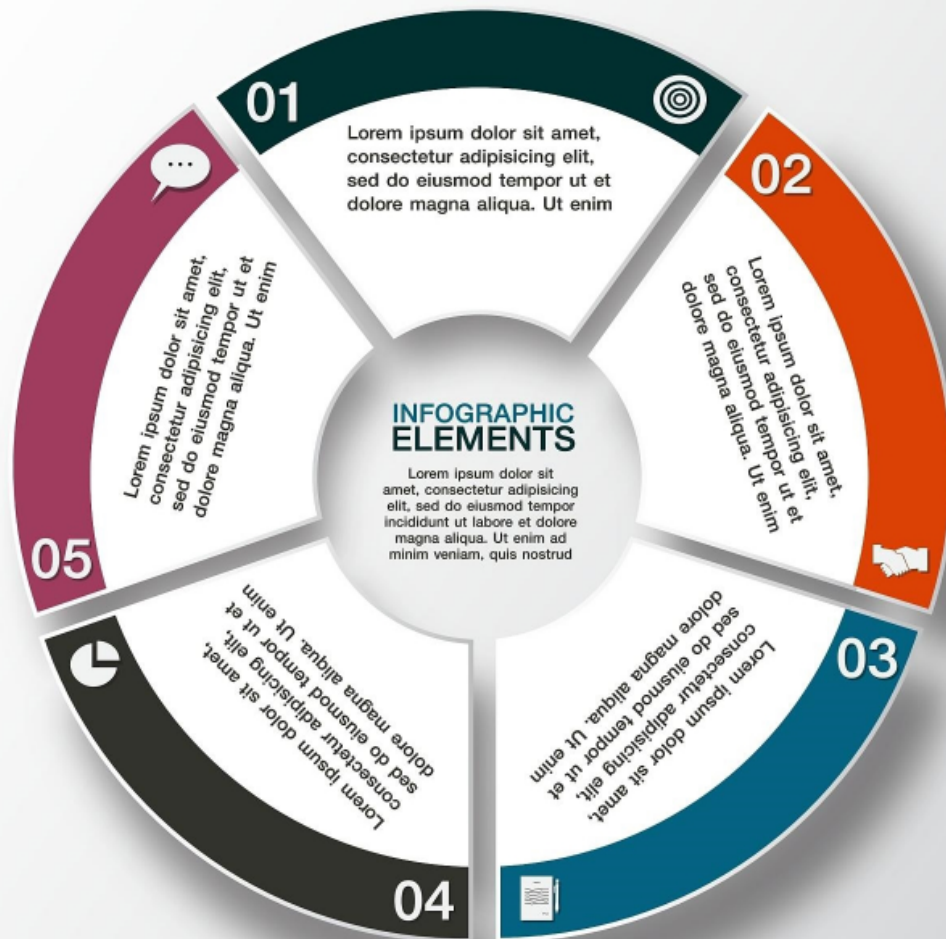 01
Lorem ipsum dolor sit amet,
consectetur adipisicing elit,
sed do eiusmod tempor ut et
dolore magna aliqua. Ut enim
02
Lorem ipsum dolor sit amet,
consectetur adipisicing elit,
sed do eiusmod tempor ut et
dolore magna aliqua. Ut enim
03
Lorem ipsum dolor sit amet,
consectetur adipisicing elit,
sed do eiusmod tempor ut et
dolore magna aliqua. Ut enim
04
Lorem ipsum dolor sit amet,
consectetur adipisicing elit,
sed do eiusmod tempor ut et
dolore magna aliqua. Ut enim
05
Lorem ipsum dolor sit amet,
consectetur adipisicing elit,
sed do eiusmod tempor ut et
dolore magna aliqua. Ut enim
INFOGRAPHIC
ELEMENTS
Lorem ipsum dolor sit
amet, consectetur adipisicing
elit, sed do eiusmod tempor
incididunt ut labore et dolore
magna aliqua. Ut enim ad
minim veniam, quis nostrud